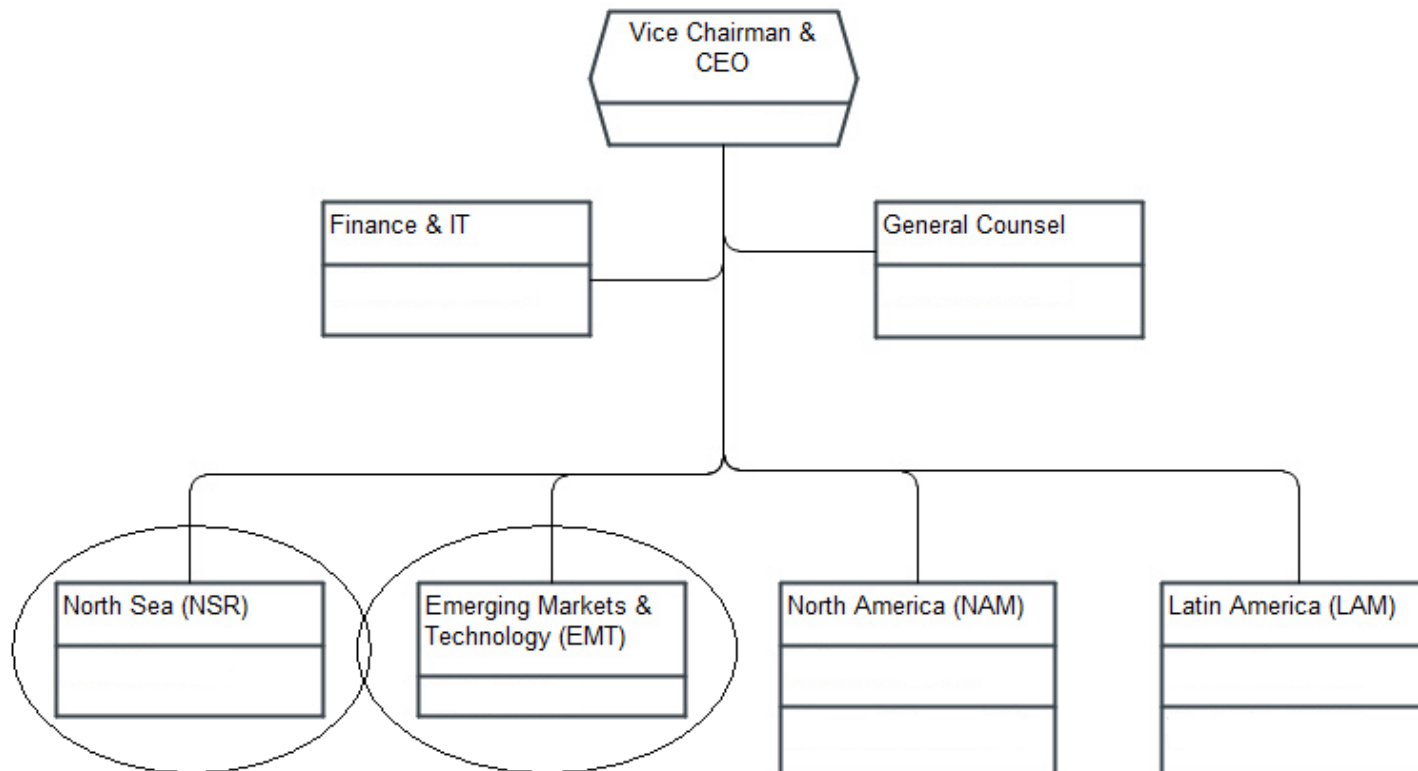 Vice Chairman &
CEO
Finance & IT
General Counsel
North Sea (NSR)
Emerging Markets &
Technology (EMT)
North America (NAM)
Latin America (LAM)